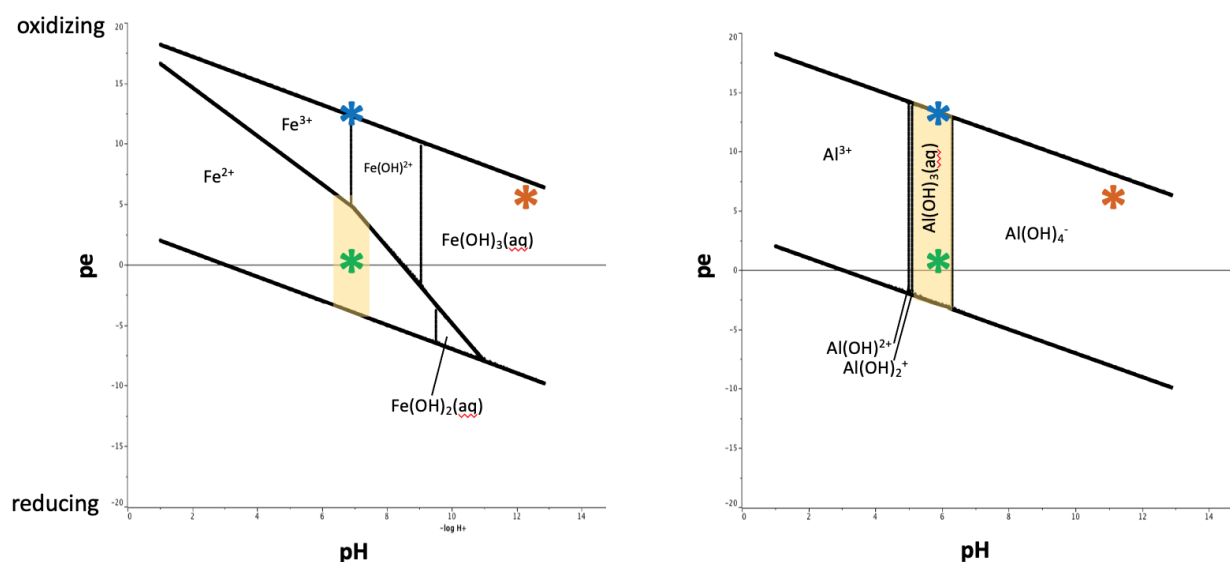 oxidizing
20
15
10
5
0
−5
−10
−15
−20
pe
reducing
Fe³⁺
Fe²⁺
Fe(OH)²⁺
Fe(OH)₃(aq)
Fe(OH)₂(aq)
0
2
4
6
8
10
12
14
−log H+
pH
20
15
10
5
0
−5
−10
−15
−20
pe
Al³⁺
Al(OH)₃(aq)
Al(OH)₄⁻
Al(OH)²⁺
Al(OH)₂⁺
0
2
4
6
8
10
12
14
pH